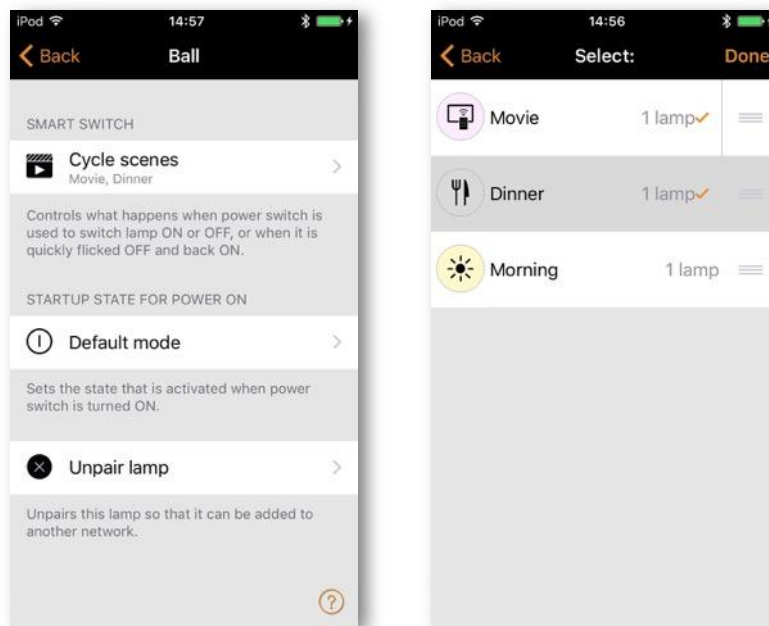 iPod 14:57
Back Ball
SMART SWITCH
Cycle scenes
Movie, Dinner
Controls what happens when power switch is
used to switch lamp ON or OFF, or when it is
quickly flicked OFF and back ON.
STARTUP STATE FOR POWER ON
Default mode
Sets the state that is activated when power
switch is turned ON.
Unpair lamp
Unpairs this lamp so that it can be added to
another network.
?
iPod 14:56
Back Select: Done
Movie 1 lamp
Dinner 1 lamp
Morning 1 lamp